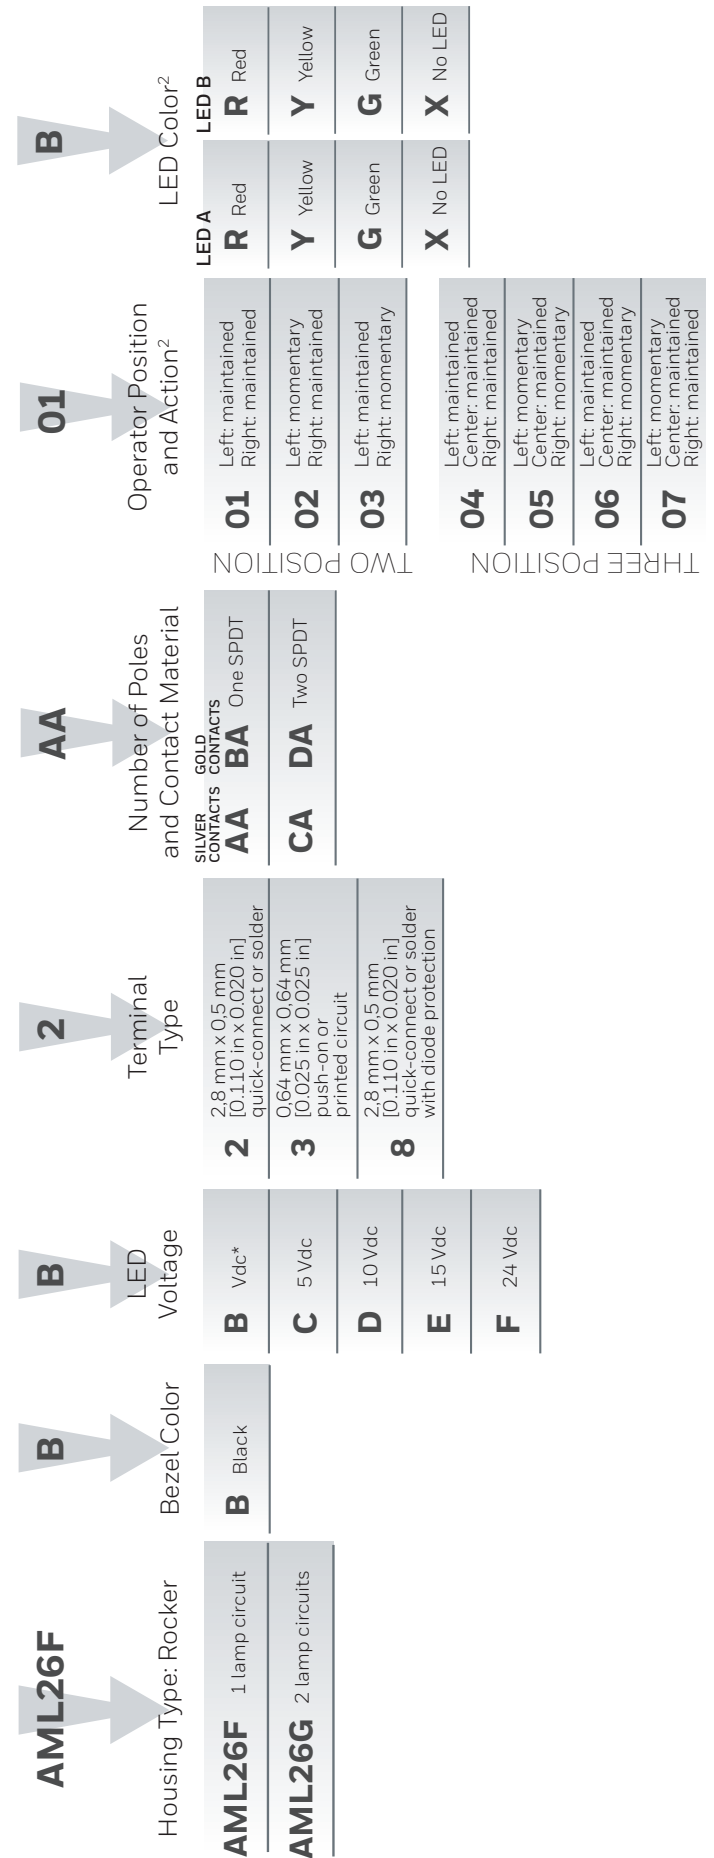 AML26F
Housing Type: Rocker
AML26F 1 lamp circuit
AML26G 2 lamp circuits
B
Bezel Color
B Black
B
LED
Voltage
B Vdc*
C 5 Vdc
D 10 Vdc
E 15 Vdc
F 24 Vdc
2
Terminal
Type
2 2,8 mm x 0,5 mm
[0.110 in x 0.020 in]
quick-connect or solder
3 0,64 mm x 0,64 mm
[0.025 in x 0.025 in]
push-on or
printed circuit
8 2,8 mm x 0,5 mm
[0.110 in x 0.020 in]
quick-connect or solder
with diode protection
AA
Number of Poles
and Contact Material
SILVER
CONTACTS
GOLD
CONTACTS
AA BA One SPDT
CA DA Two SPDT
01
Operator Position
and Action2
TWO POSITION
01 Left: maintained
Right: maintained
02 Left: momentary
Right: maintained
03 Left: maintained
Right: momentary
THREE POSITION
04 Left: maintained
Center: maintained
Right: maintained
05 Left: momentary
Center: maintained
Right: momentary
06 Left: maintained
Center: maintained
Right: momentary
07 Left: momentary
Center: maintained
Right: maintained
B
LED Color2
LED A
R Red
Y Yellow
G Green
X No LED
LED B
R Red
Y Yellow
G Green
X No LED